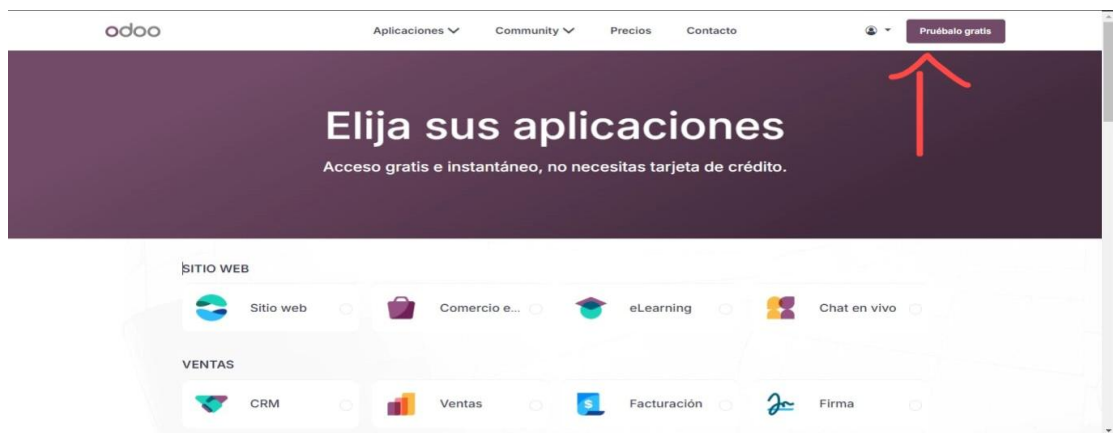 odoo Aplicaciones Community Precios Contacto Pruébalo gratis
Elija sus aplicaciones
Acceso gratis e instantáneo, no necesitas tarjeta de crédito.
SITIO WEB
Sitio web Comercio e... eLearning Chat en vivo
VENTAS
CRM Ventas Facturación Firma